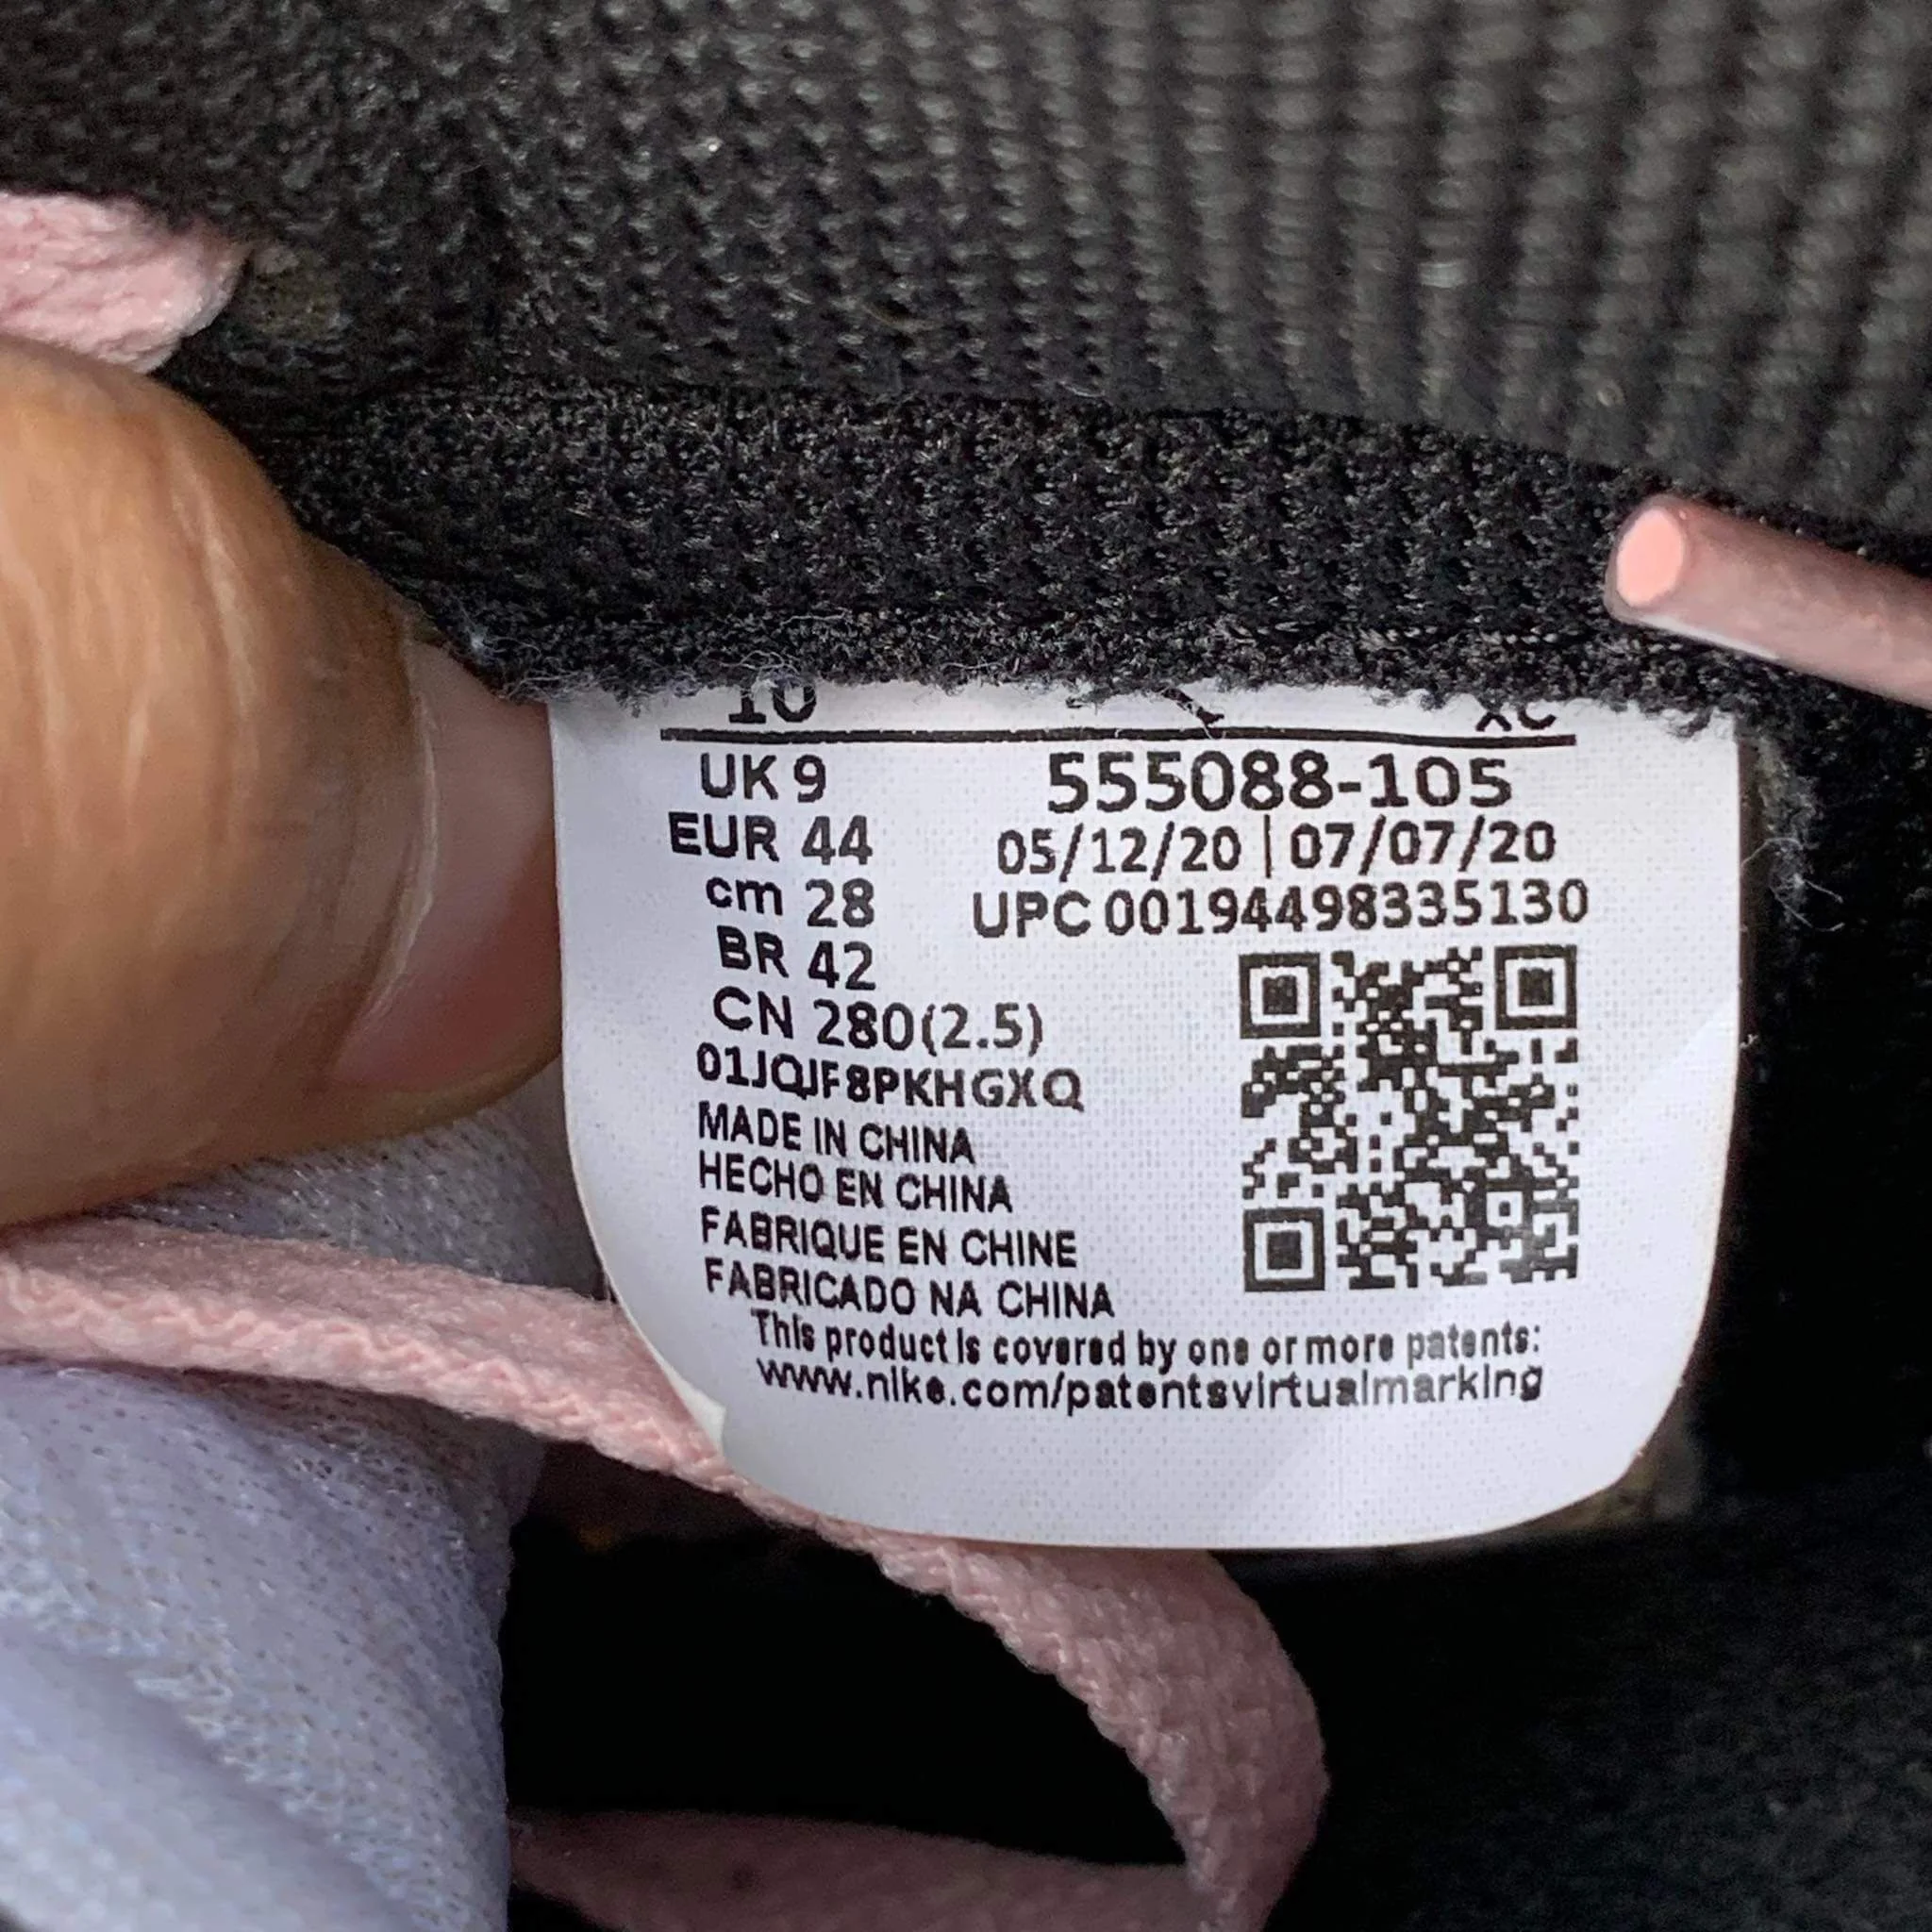 10 XC
UK 9 555088-105
EUR 44 05/12/20 | 07/07/20
cm 28 UPC 00194498335130
BR 42
CN 280(2.5)
01JQJF8PKHGXQ
MADE IN CHINA
HECHO EN CHINA
FABRIQUE EN CHINE
FABRICADO NA CHINA
This product is covered by one or more patents:
www.nike.com/patentsvirtualmarking